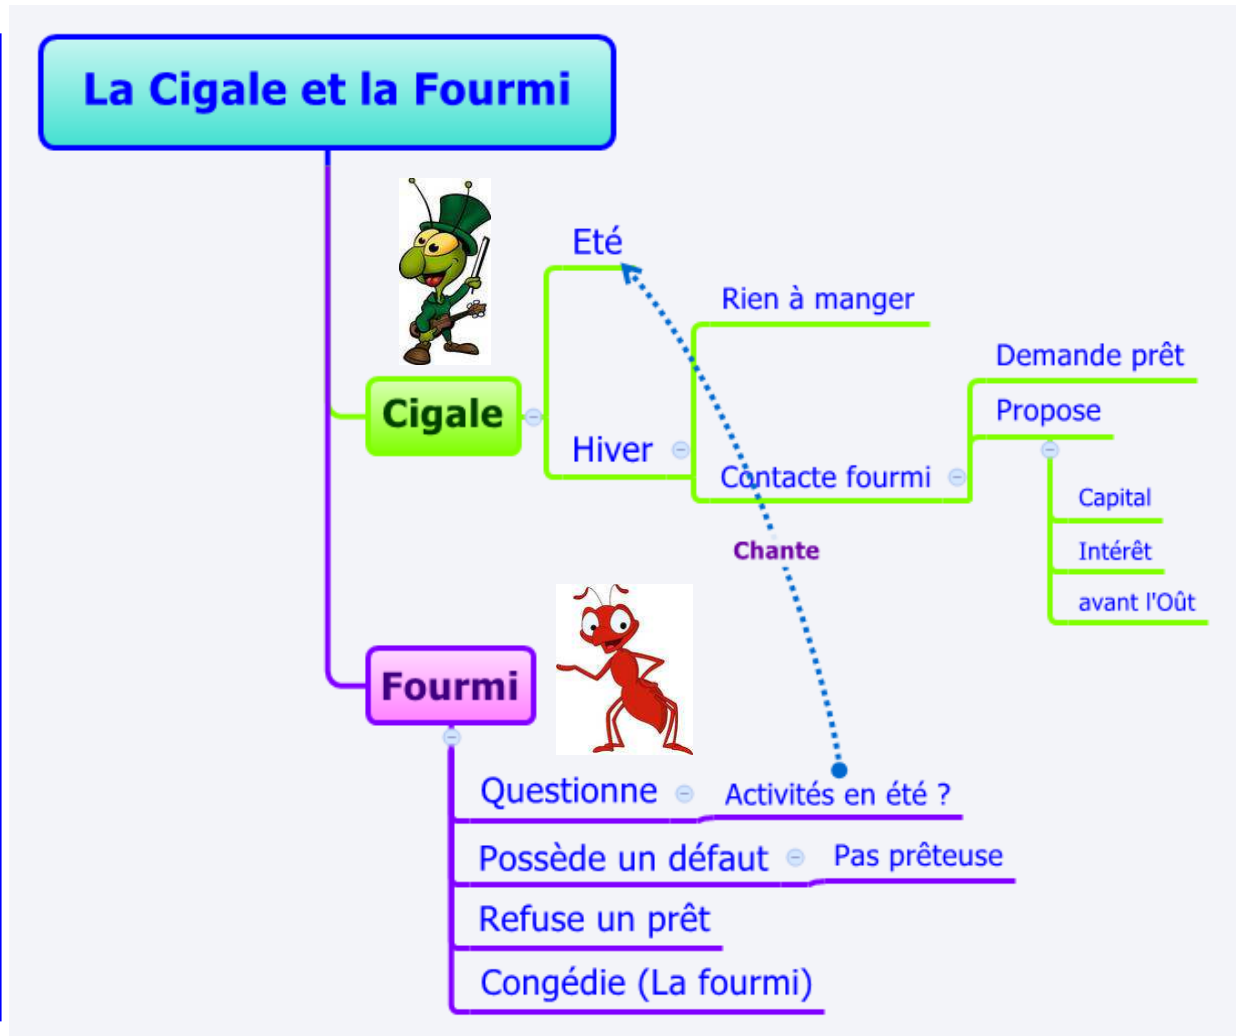 La Cigale et la Fourmi
Cigale
Eté
Hiver
Rien à manger
Contacte fourmi
Demande prêt
Propose
Capital
Intérêt
avant l'Oût
Chante
Fourmi
Questionne
Activités en été ?
Possède un défaut
Pas prêteuse
Refuse un prêt
Congédie (La fourmi)